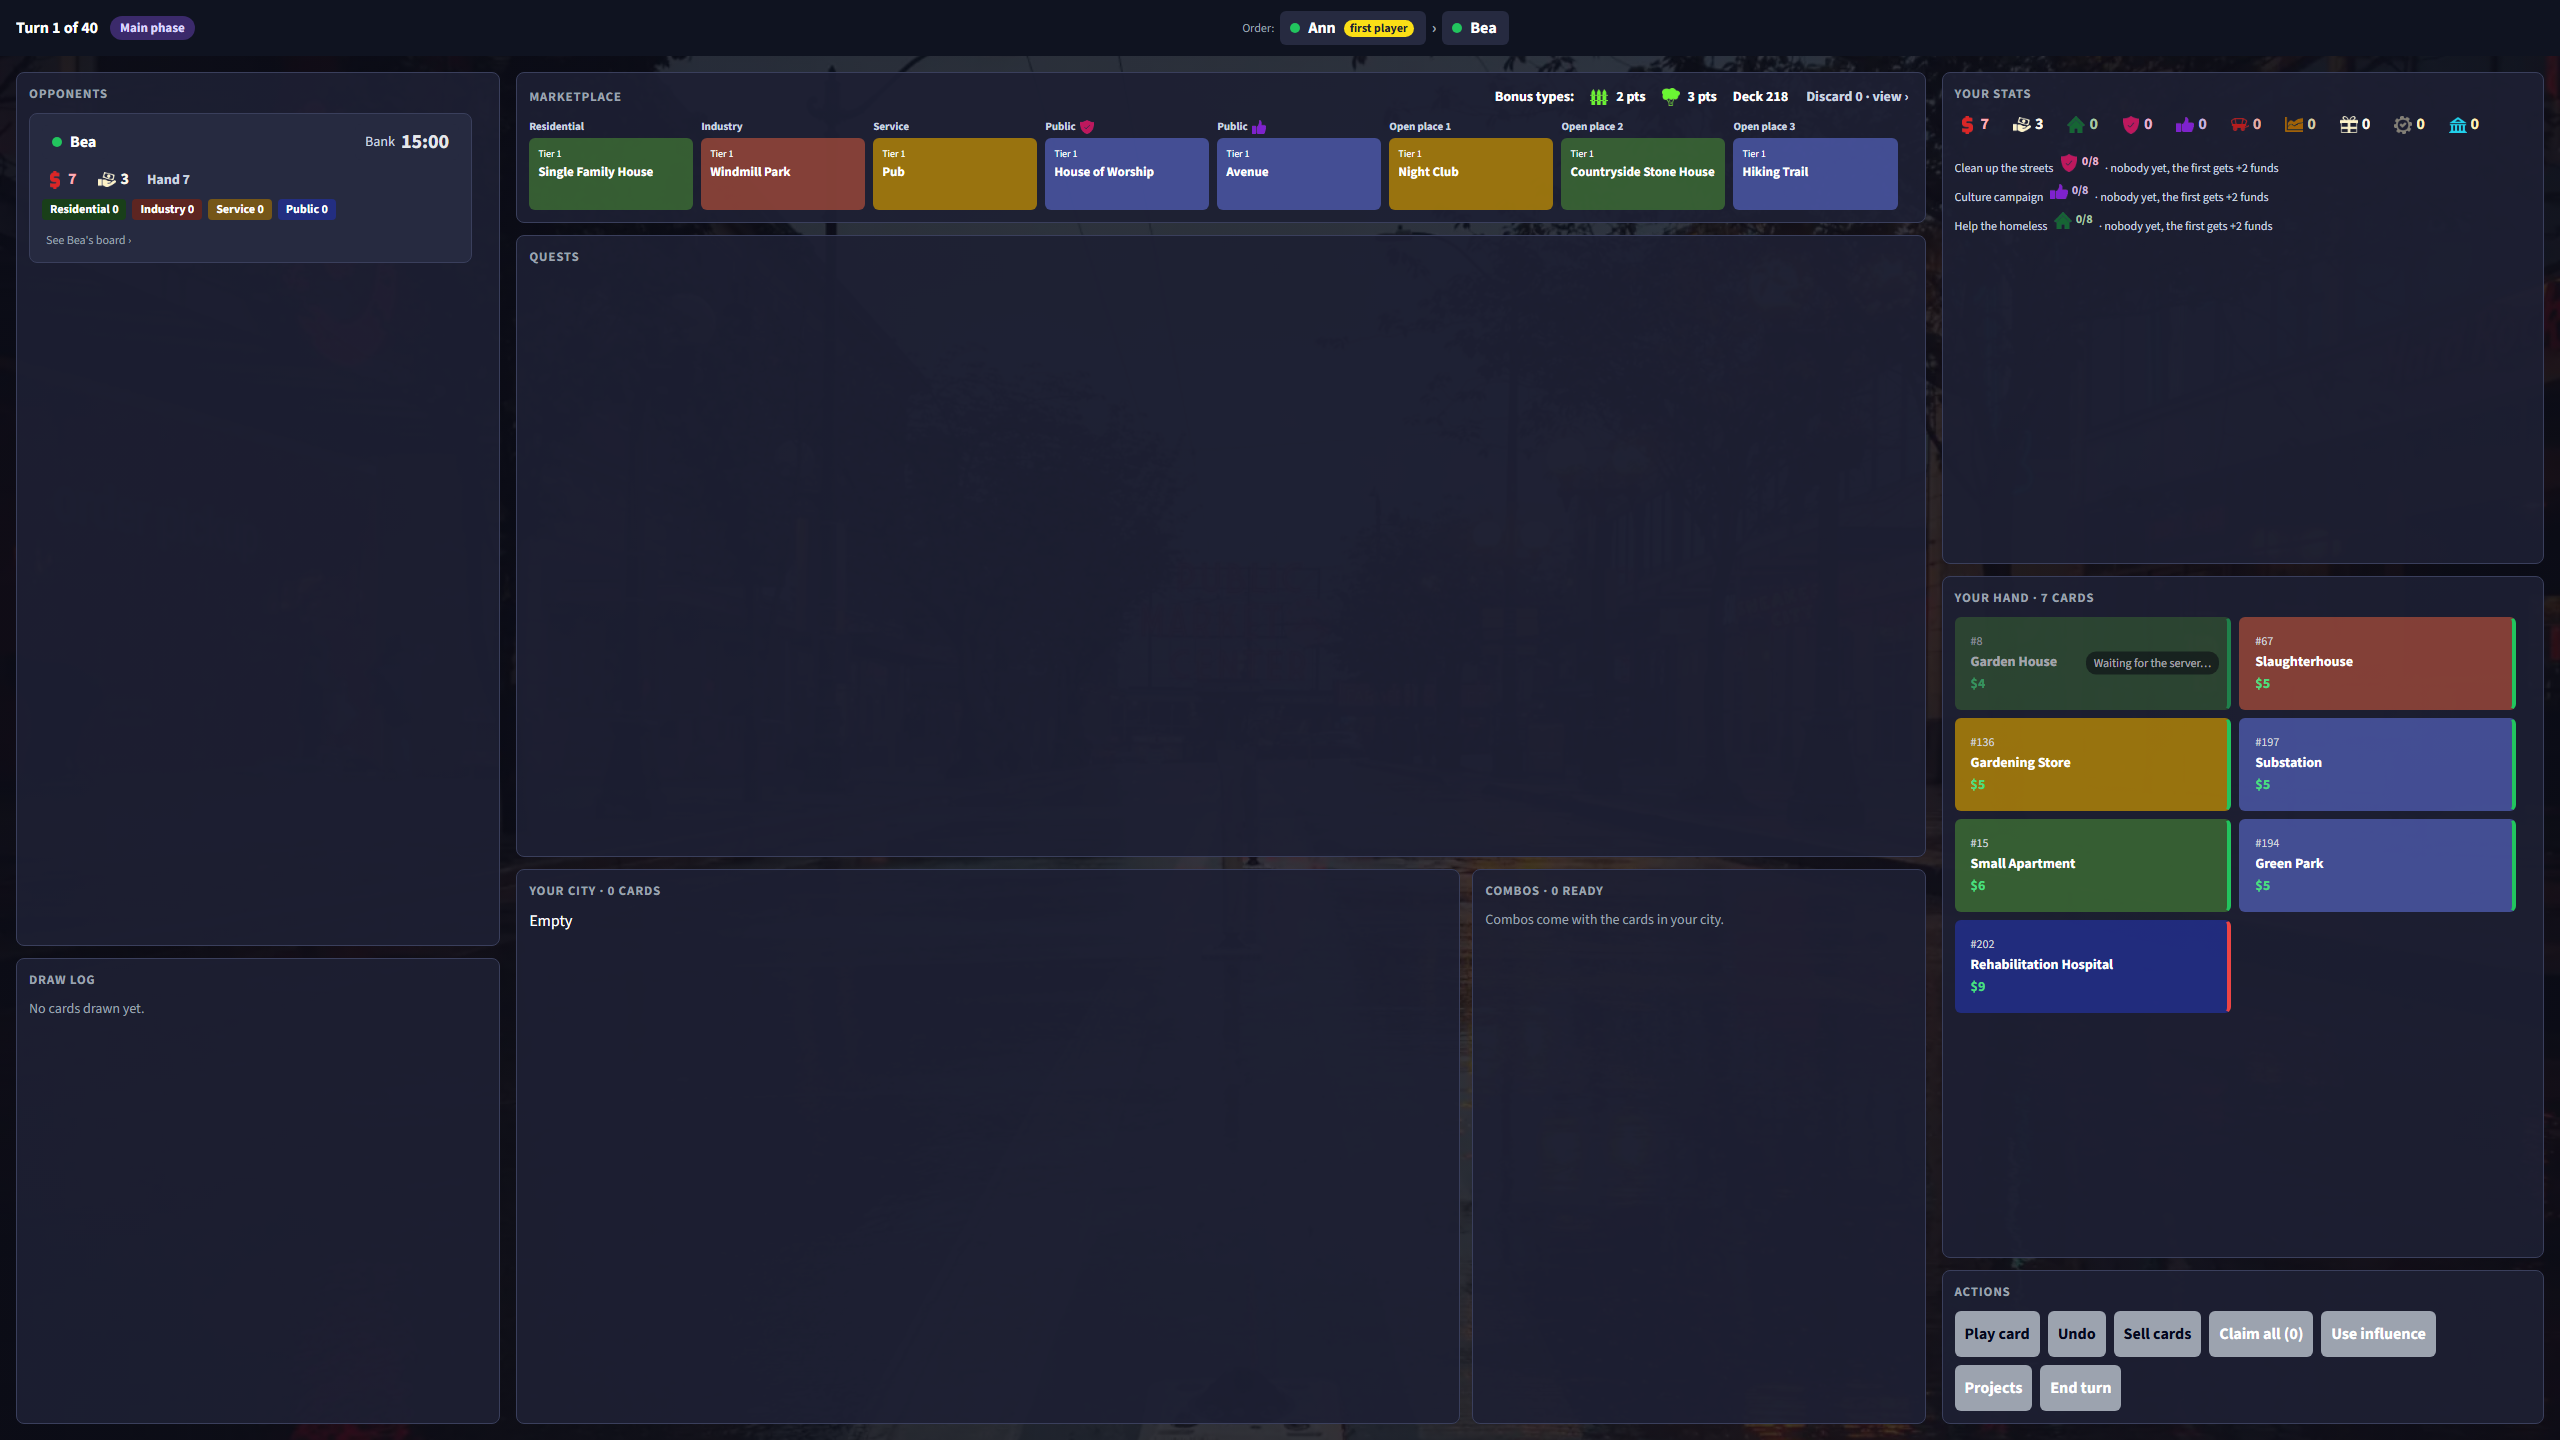 Turn 1 of 40 Main phase
Order: Ann first player › Bea
OPPONENTS
Bea Bank 15:00
7 3 Hand 7
Residential 0 Industry 0 Service 0 Public 0
See Bea's board ›
DRAW LOG
No cards drawn yet.
MARKETPLACE Bonus types: 2 pts 3 pts Deck 218 Discard 0 · view ›
Residential Industry Service Public Public Open place 1 Open place 2 Open place 3
Tier 1 Tier 1 Tier 1 Tier 1 Tier 1 Tier 1 Tier 1 Tier 1
Single Family House Windmill Park Pub House of Worship Avenue Night Club Countryside Stone House Hiking Trail
QUESTS
YOUR CITY · 0 CARDS
Empty
COMBOS · 0 READY
Combos come with the cards in your city.
YOUR STATS
7 3 0 0 0 0 0 0 0 0
Clean up the streets 0/8 · nobody yet, the first gets +2 funds
Culture campaign 0/8 · nobody yet, the first gets +2 funds
Help the homeless 0/8 · nobody yet, the first gets +2 funds
YOUR HAND · 7 CARDS
#8
Garden House Waiting for the server…
$4
#67
Slaughterhouse
$5
#136
Gardening Store
$5
#197
Substation
$5
#15
Small Apartment
$6
#194
Green Park
$5
#202
Rehabilitation Hospital
$9
ACTIONS
Play card Undo Sell cards Claim all (0) Use influence
Projects End turn